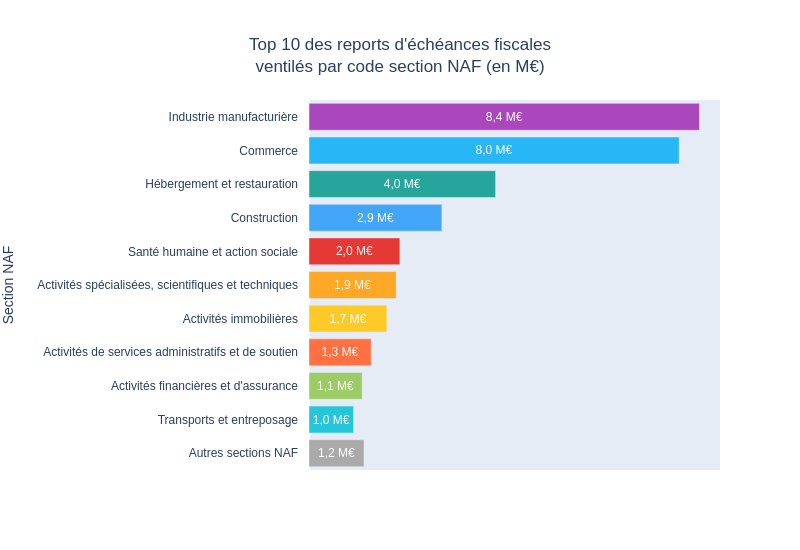 Top 10 des reports d'échéances fiscales
ventilés par code section NAF (en M€)
Section NAF
Industrie manufacturière 8,4 M€
Commerce 8,0 M€
Hébergement et restauration 4,0 M€
Construction 2,9 M€
Santé humaine et action sociale 2,0 M€
Activités spécialisées, scientifiques et techniques 1,9 M€
Activités immobilières 1,7 M€
Activités de services administratifs et de soutien 1,3 M€
Activités financières et d'assurance 1,1 M€
Transports et entreposage 1,0 M€
Autres sections NAF 1,2 M€